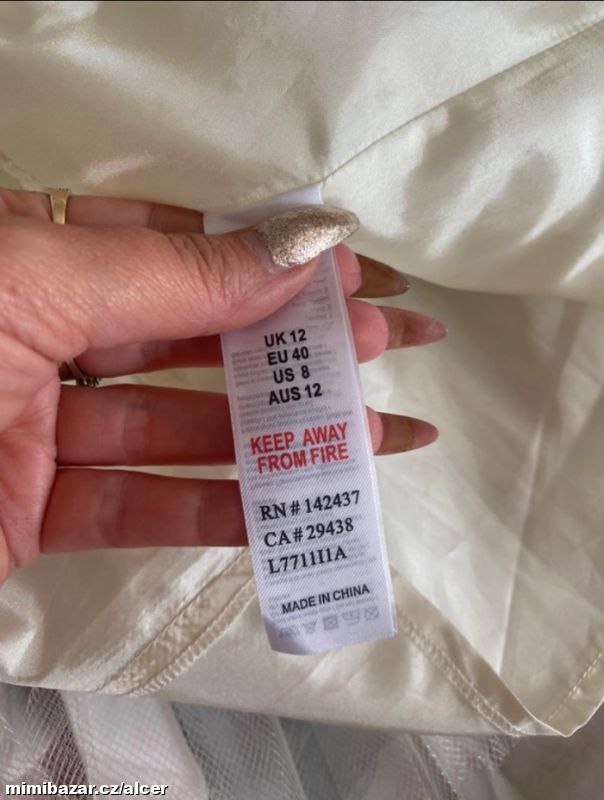 UK 12
EU 40
US 8
AUS 12
KEEP AWAY
FROM FIRE
RN # 142437
CA # 29438
L7711I1A
MADE IN CHINA
mimibazar.cz/alcer